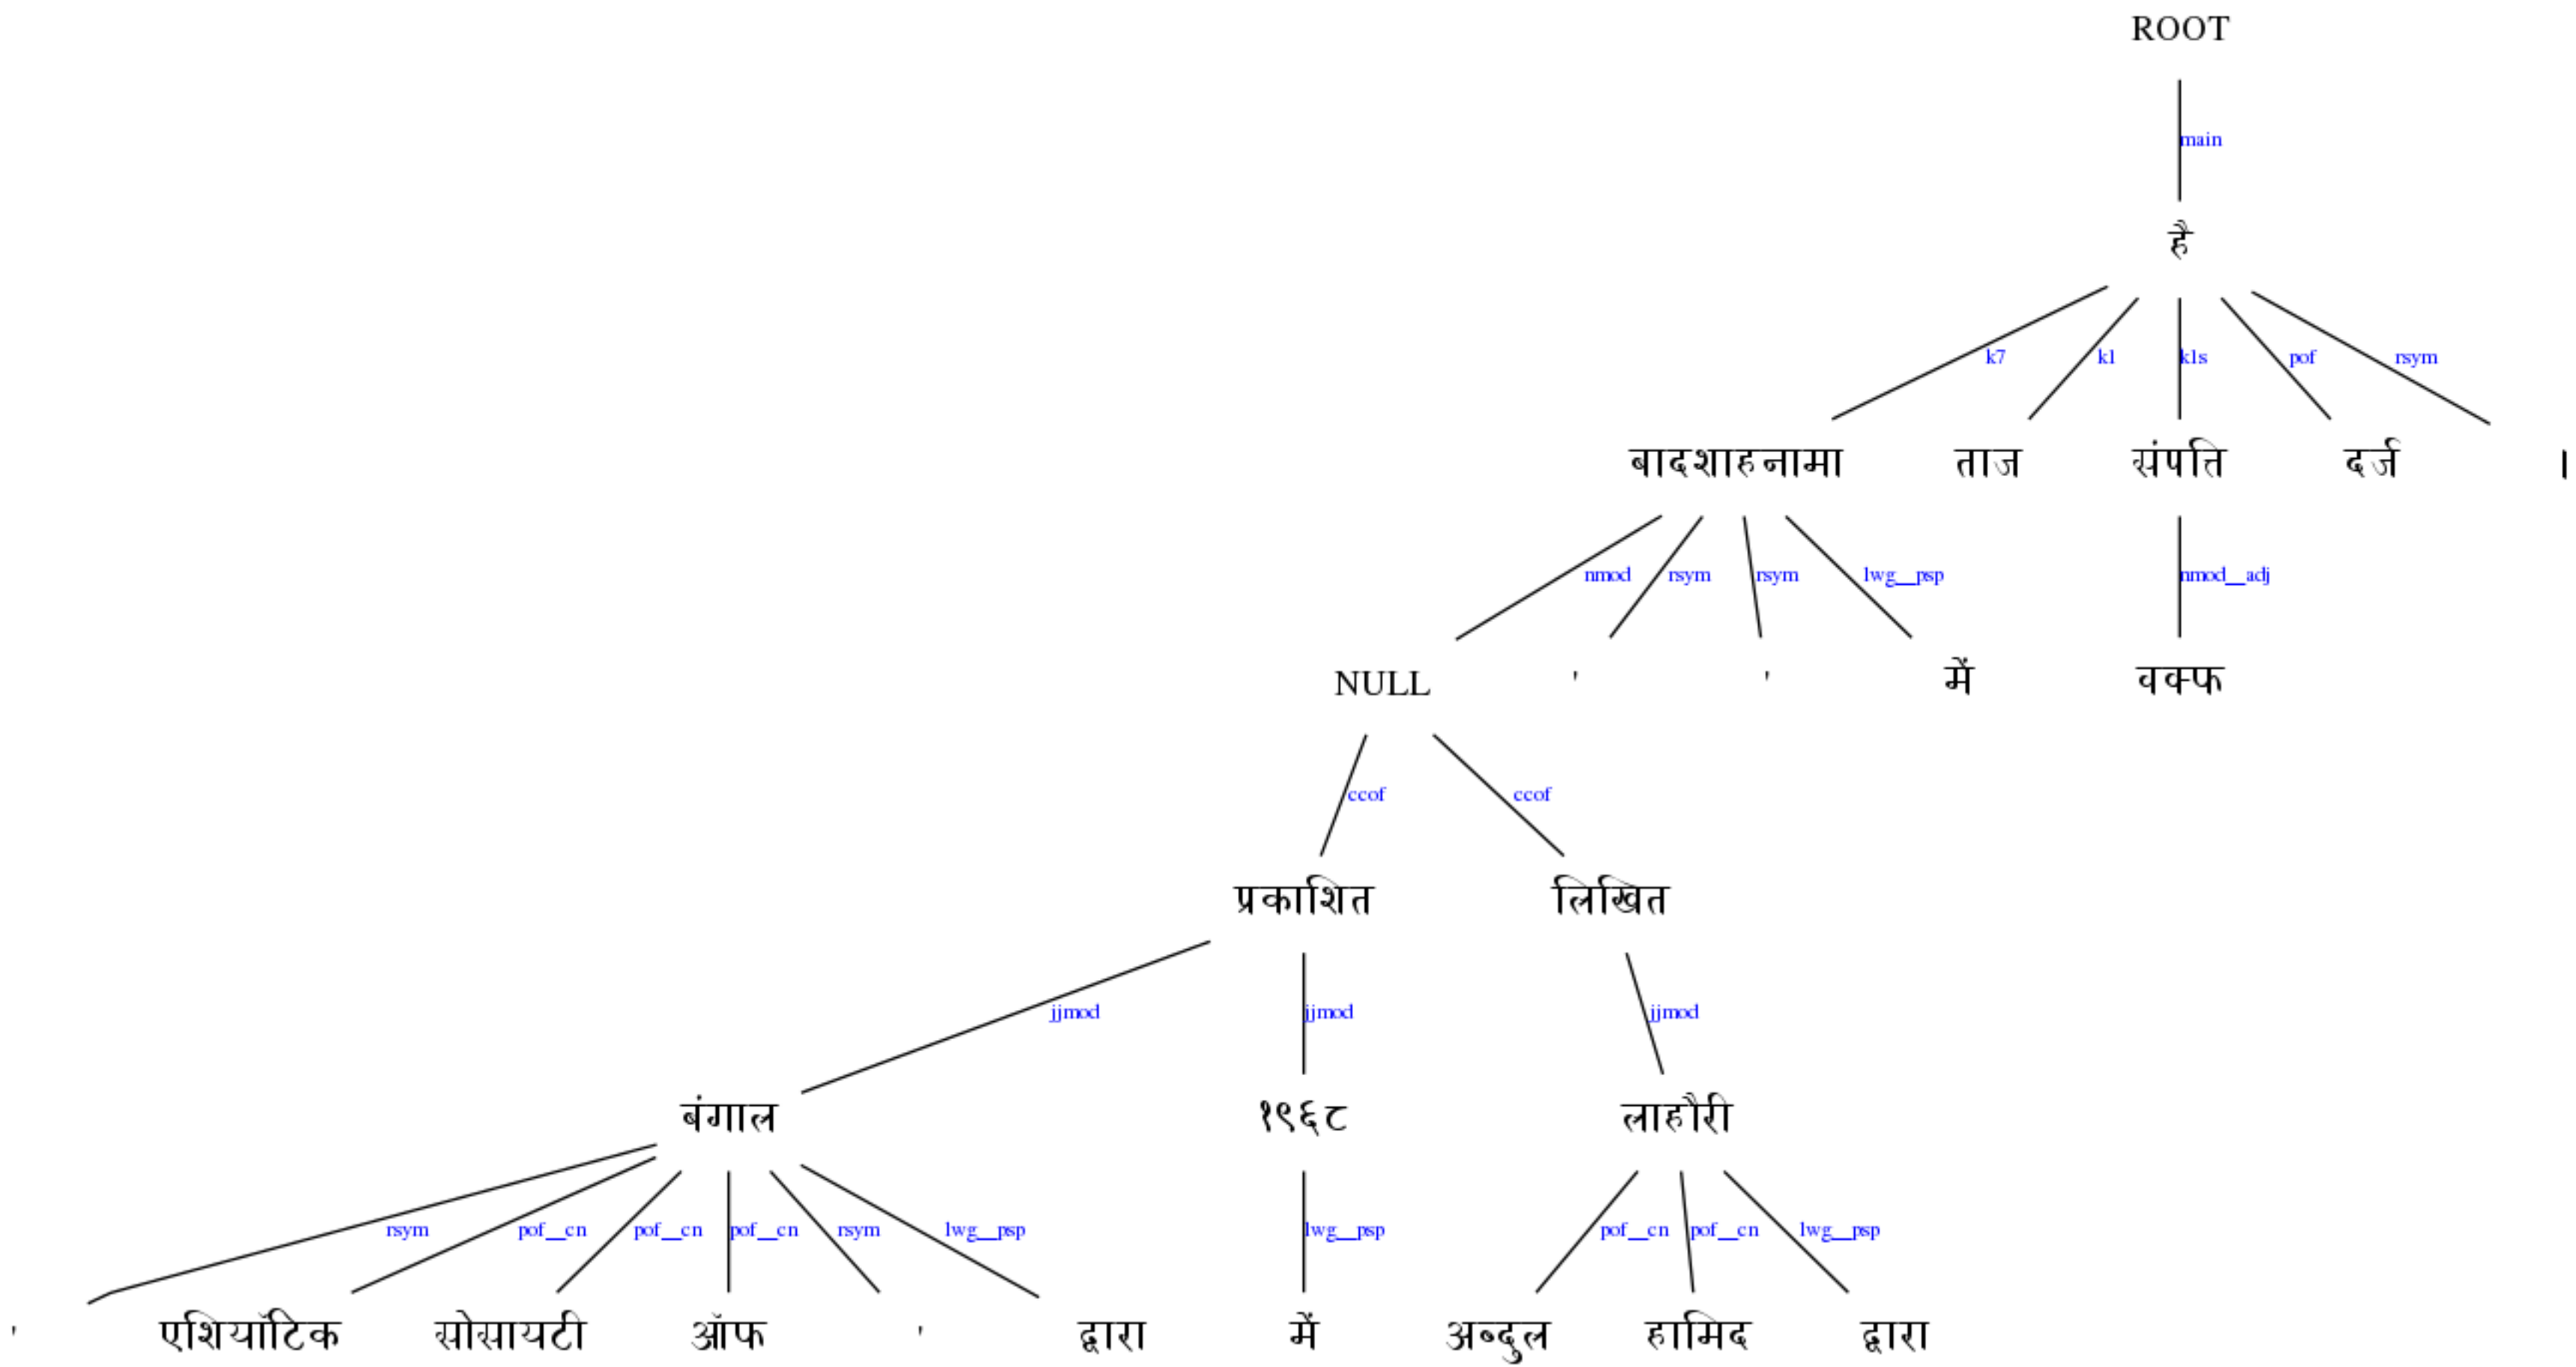 ROOT
main
है
k7 k1 k1s pof rsym
बादशाहनामा ताज संपत्ति दर्ज ।
nmod rsym rsym lwg__psp nmod__adj
NULL ' ' में वक्फ
ccof ccof
प्रकाशित लिखित
jjmod jjmod jjmod
बंगाल १९६८ लाहौरी
rsym pof__cn pof__cn pof__cn rsym lwg__psp lwg__psp pof__cn pof__cn lwg__psp
' एशियाॅटिक सोसायटी ऑफ ' द्वारा में अब्दुल हामिद द्वारा